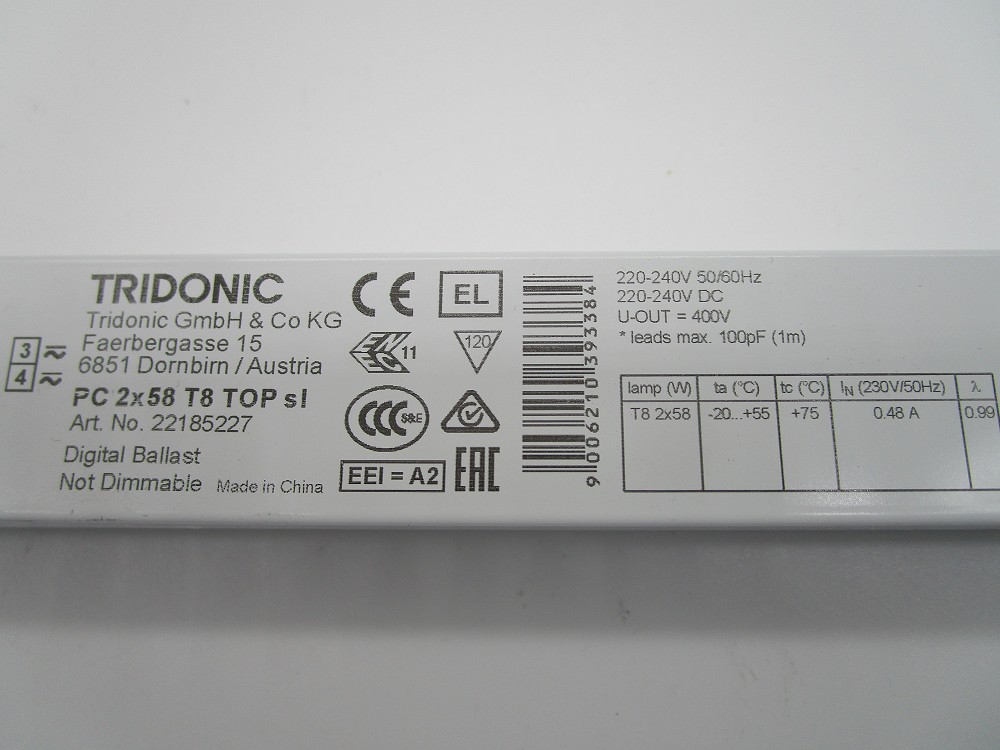 3
4
TRIDONIC
Tridonic GmbH & Co KG
Faerbergasse 15
6851 Dornbirn / Austria
PC 2x58 T8 TOP sl
Art. No. 22185227
Digital Ballast
Not Dimmable Made in China
CE
EL
ENEC 11
120
CCC S&E
EEI = A2
EAC
9 006210 393384
220-240V 50/60Hz
220-240V DC
U-OUT = 400V
* leads max. 100pF (1m)
lamp (W) ta (°C) tc (°C) IN (230V/50Hz) λ
T8 2x58 -20...+55 +75 0.48 A 0.99